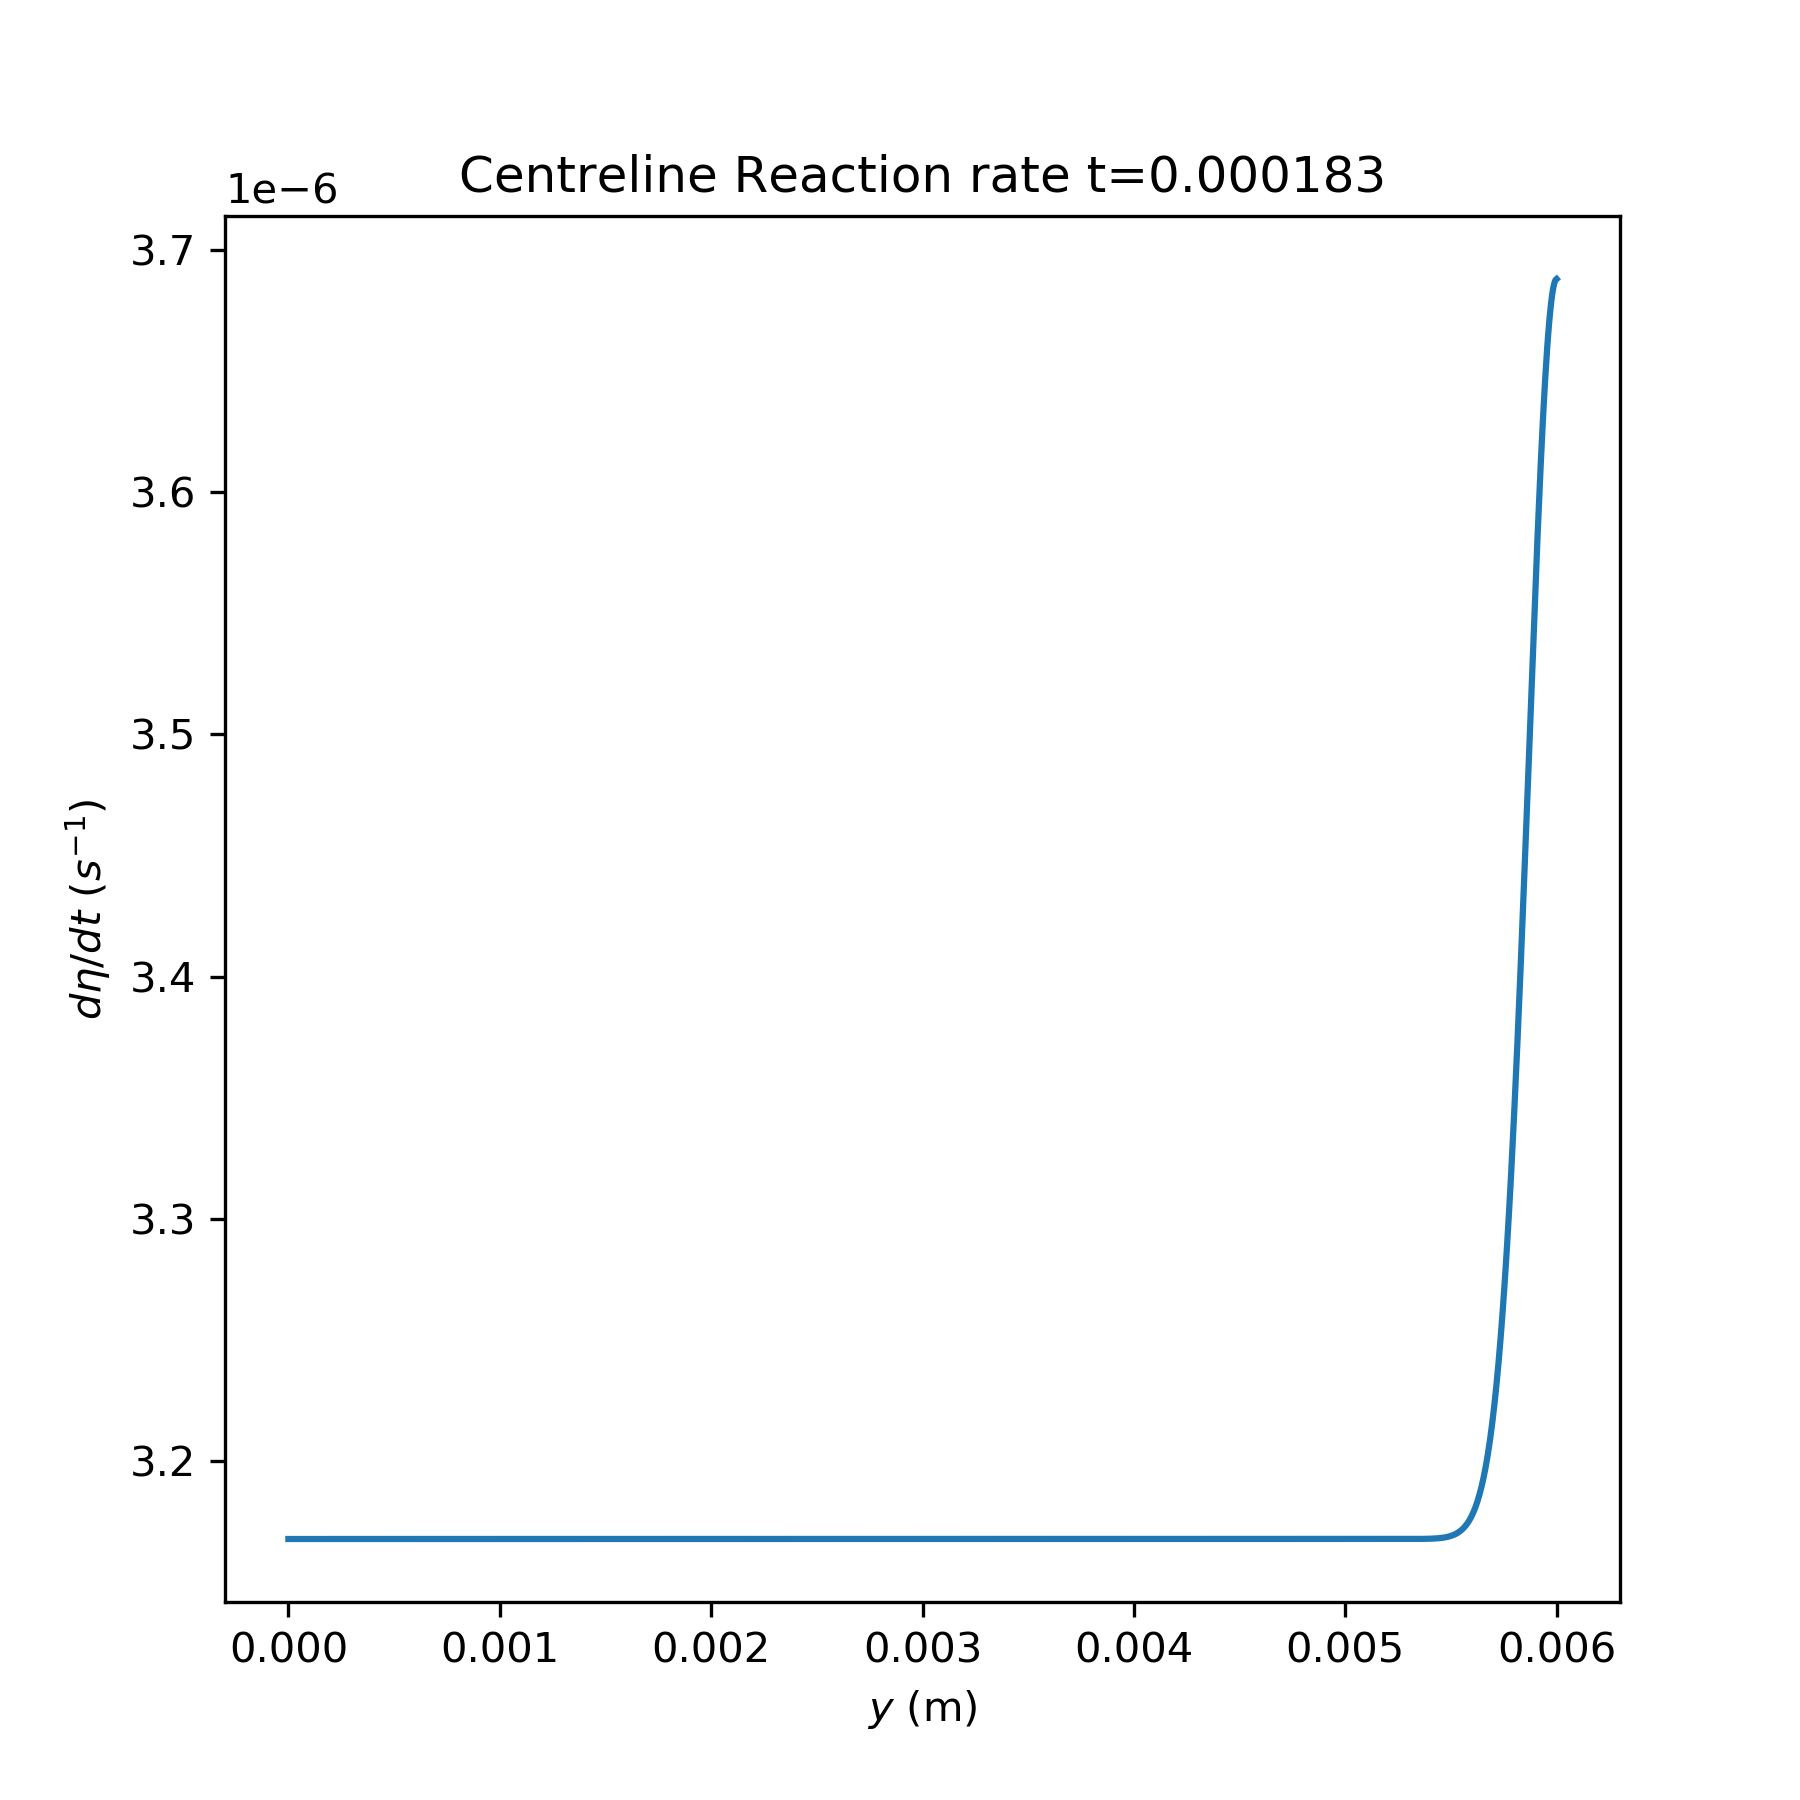 Centreline Reaction rate t=0.000183
1e−6
3.7
3.6
3.5
3.4
3.3
3.2
dη/dt (s⁻¹)
0.000 0.001 0.002 0.003 0.004 0.005 0.006
y (m)